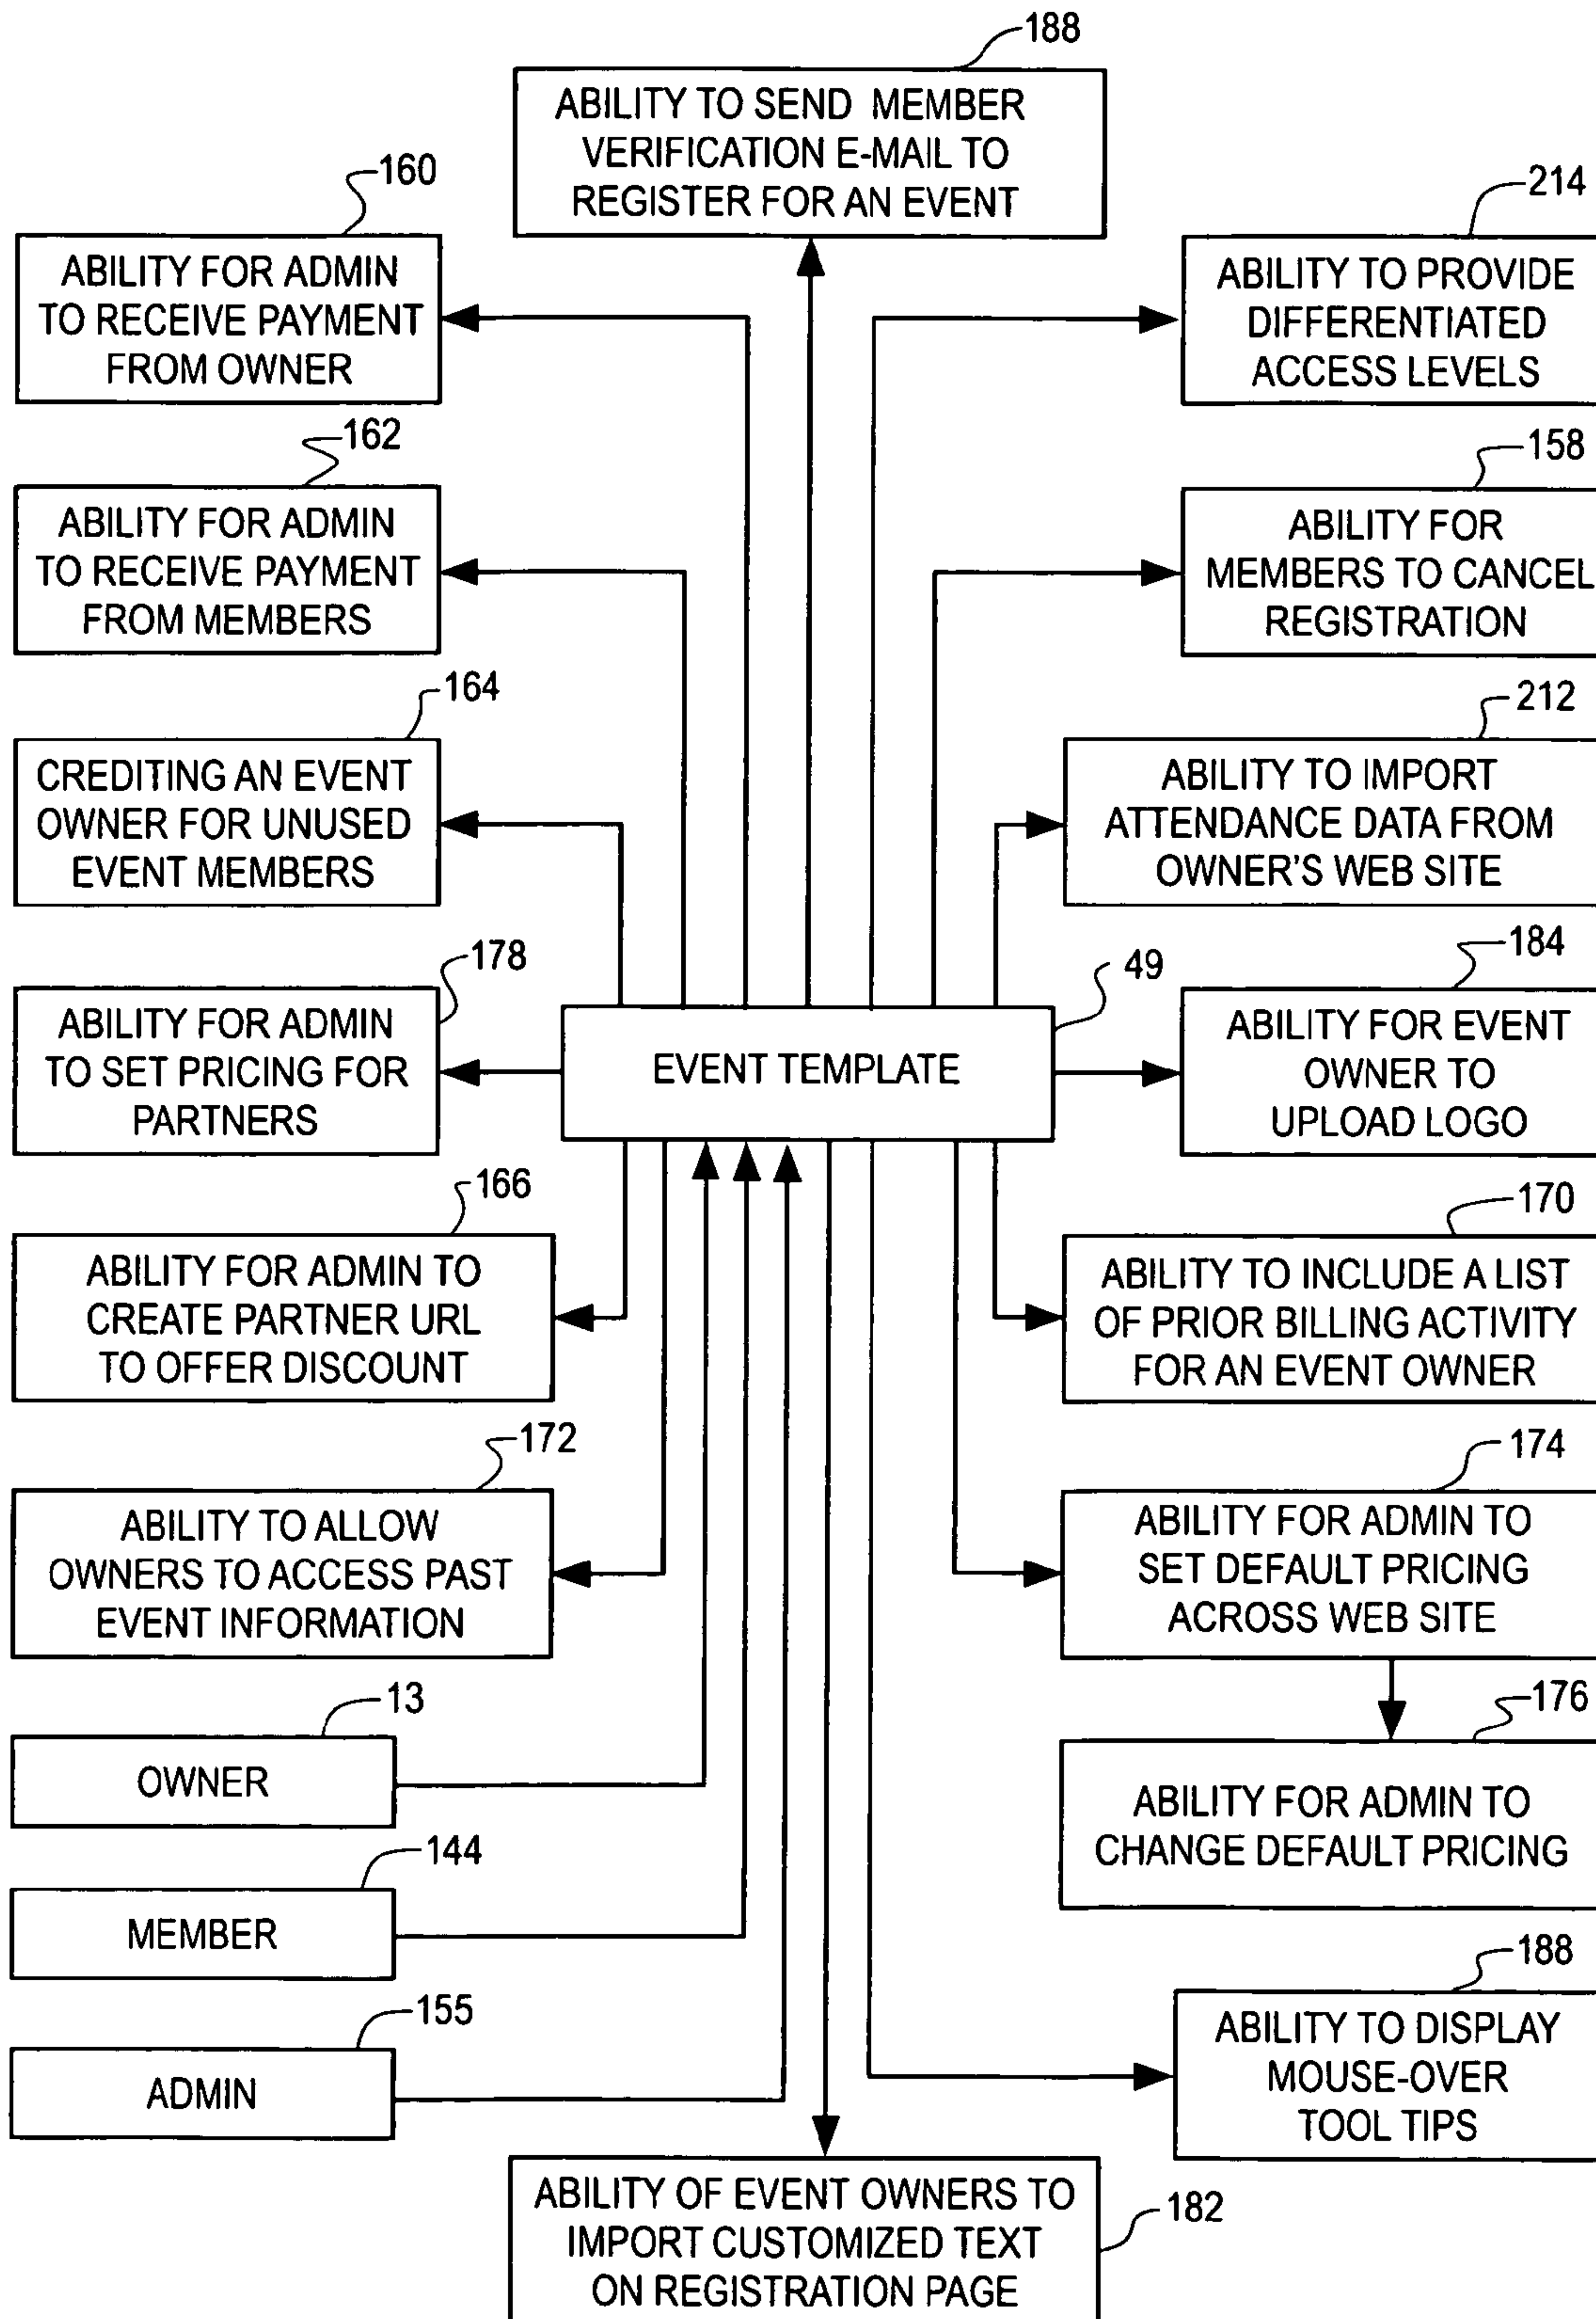 188
ABILITY TO SEND MEMBER
VERIFICATION E-MAIL TO
REGISTER FOR AN EVENT
160
ABILITY FOR ADMIN
TO RECEIVE PAYMENT
FROM OWNER
214
ABILITY TO PROVIDE
DIFFERENTIATED
ACCESS LEVELS
162
ABILITY FOR ADMIN
TO RECEIVE PAYMENT
FROM MEMBERS
158
ABILITY FOR
MEMBERS TO CANCEL
REGISTRATION
164
CREDITING AN EVENT
OWNER FOR UNUSED
EVENT MEMBERS
212
ABILITY TO IMPORT
ATTENDANCE DATA FROM
OWNER'S WEB SITE
178
ABILITY FOR ADMIN
TO SET PRICING FOR
PARTNERS
49
EVENT TEMPLATE
184
ABILITY FOR EVENT
OWNER TO
UPLOAD LOGO
166
ABILITY FOR ADMIN TO
CREATE PARTNER URL
TO OFFER DISCOUNT
170
ABILITY TO INCLUDE A LIST
OF PRIOR BILLING ACTIVITY
FOR AN EVENT OWNER
172
ABILITY TO ALLOW
OWNERS TO ACCESS PAST
EVENT INFORMATION
174
ABILITY FOR ADMIN TO
SET DEFAULT PRICING
ACROSS WEB SITE
13
OWNER
176
ABILITY FOR ADMIN TO
CHANGE DEFAULT PRICING
144
MEMBER
155
ADMIN
188
ABILITY TO DISPLAY
MOUSE-OVER
TOOL TIPS
ABILITY OF EVENT OWNERS TO
IMPORT CUSTOMIZED TEXT
ON REGISTRATION PAGE
182